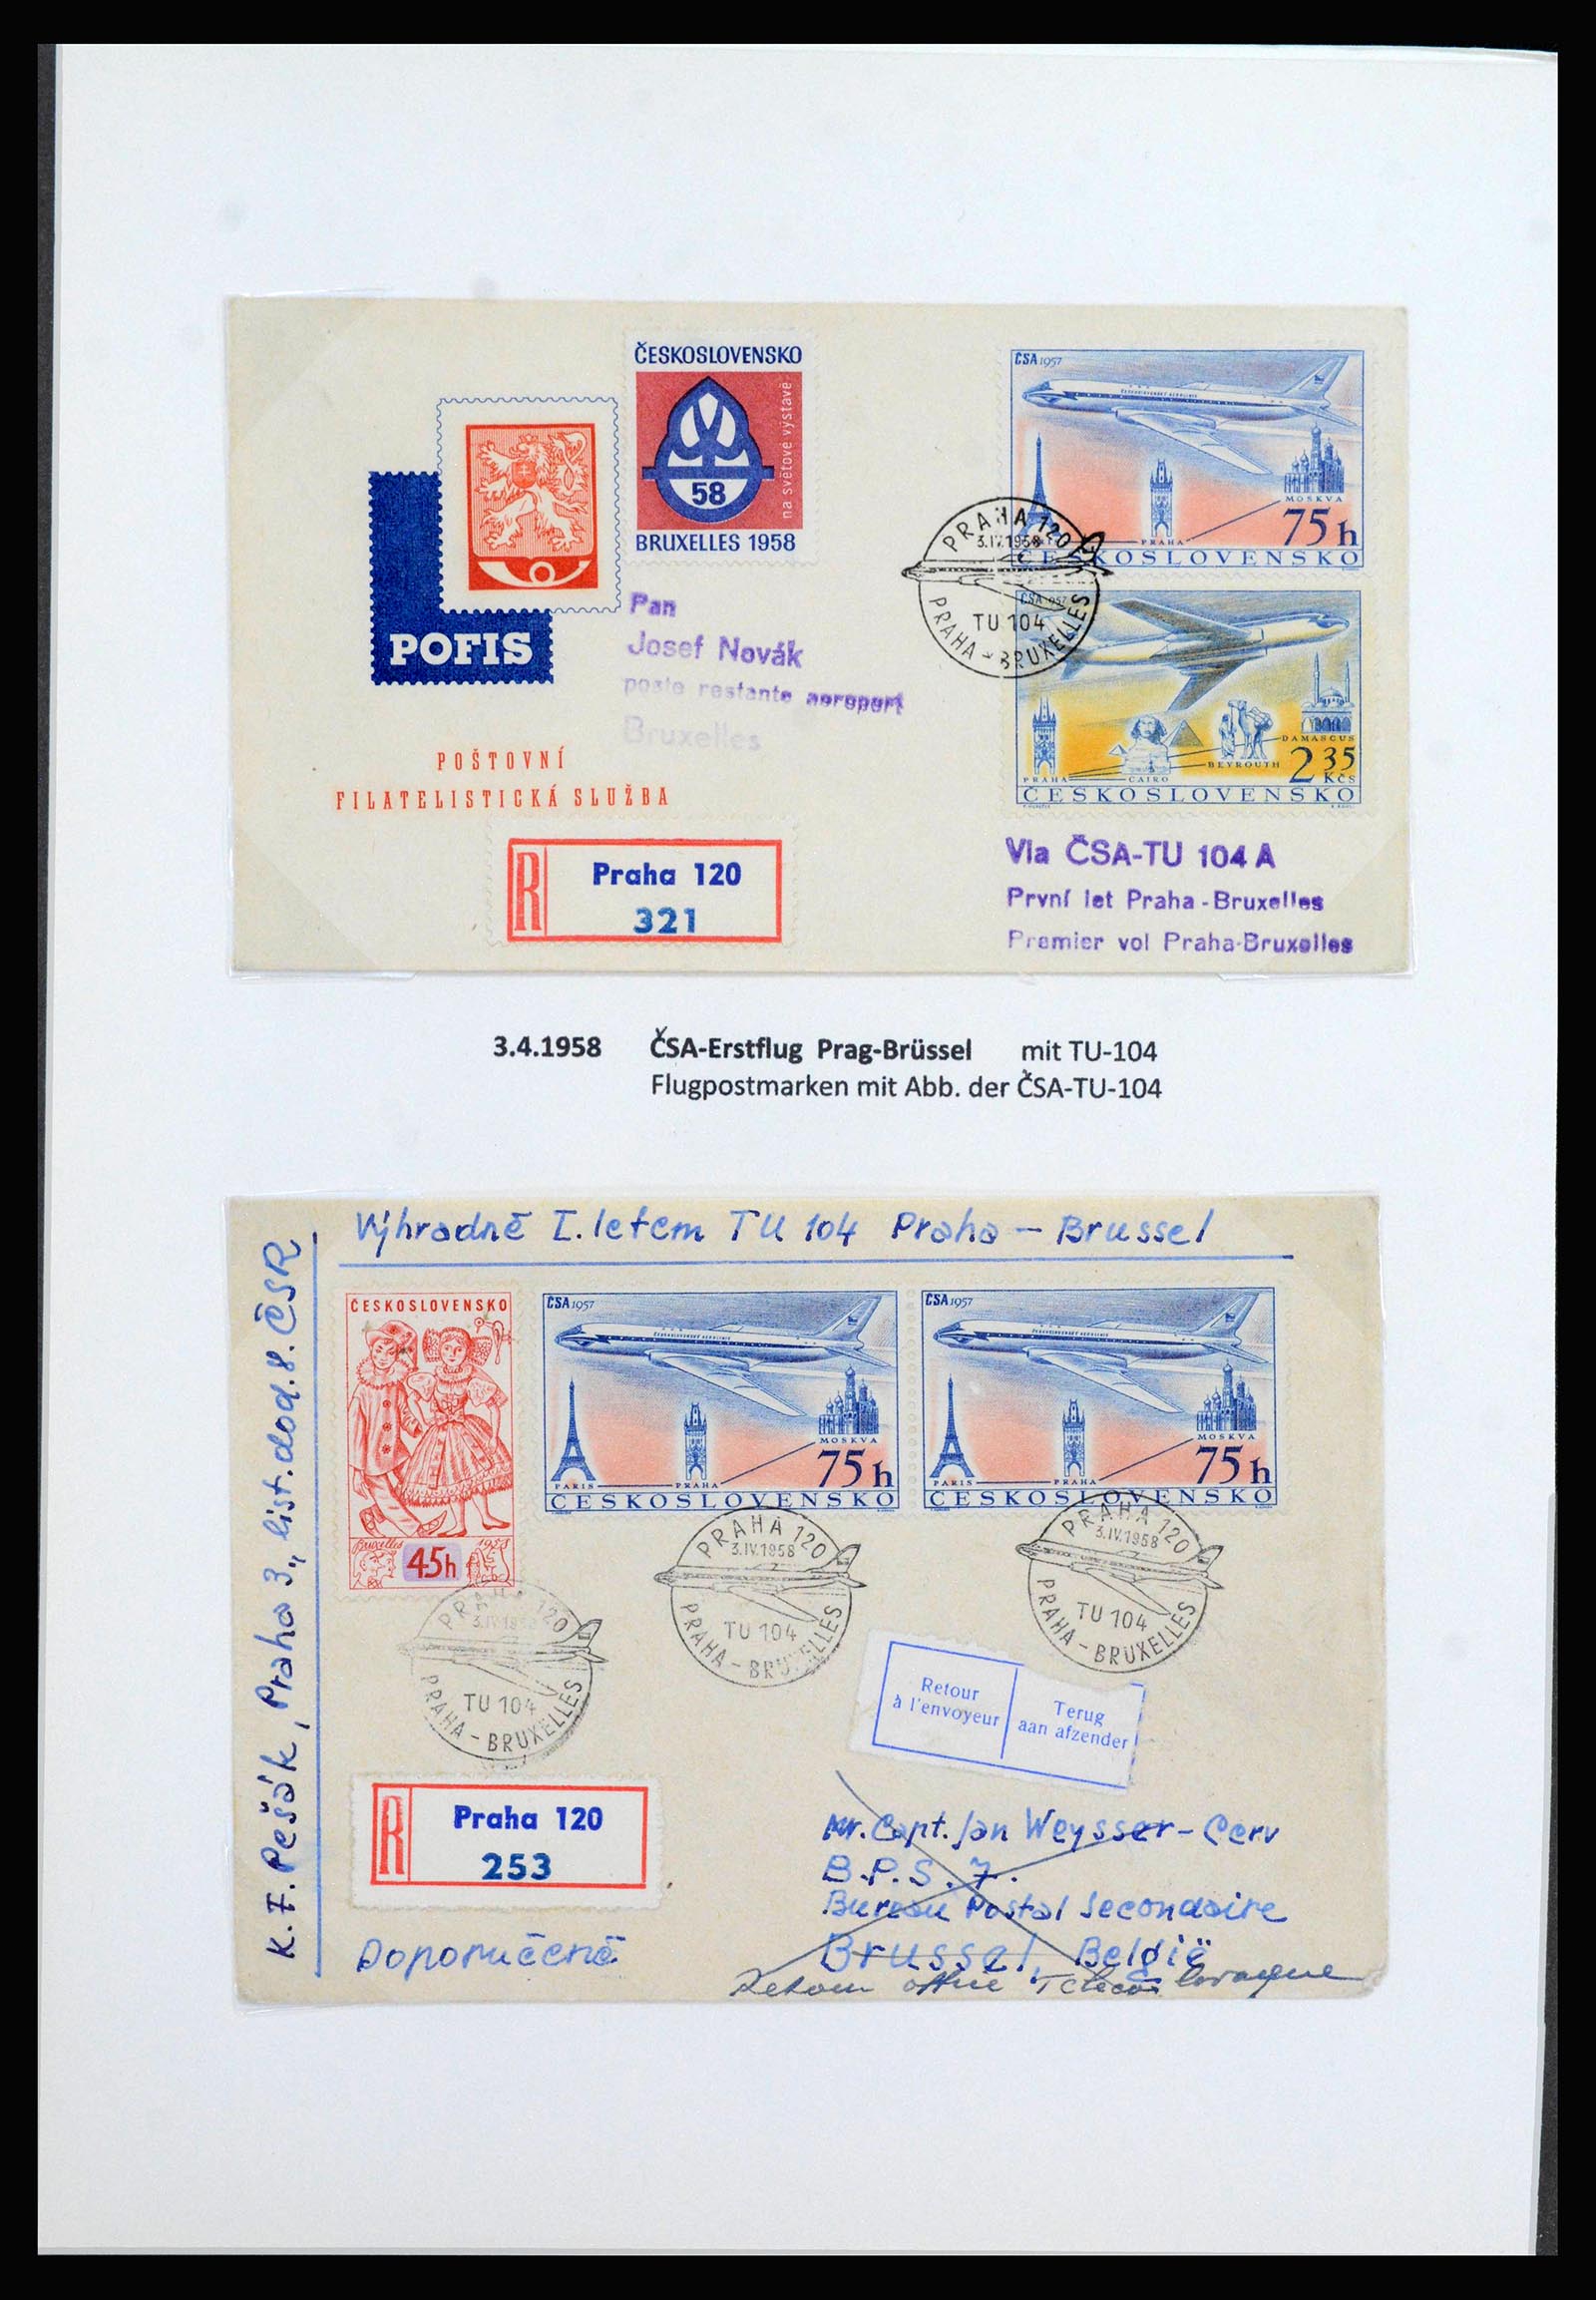 ČESKOSLOVENSKO
58
na světové výstavě
BRUXELLES 1958
POFIS
POŠTOVNÍ
FILATELISTICKÁ SLUŽBA
Pan
Josef Novák
poste restante aeroport
Bruxelles
ČSA 1957
MOSKVA
PRAHA
75h
ČESKOSLOVENSKO
PRAHA 120
3.IV.1958
TU 104
PRAHA - BRUXELLES
ČSA 1957
DAMASCUS
BEYROUTH
PRAHA
CAIRO
2 35
Kčs
ČESKOSLOVENSKO
R
Praha 120
321
Via ČSA-TU 104 A
První let Praha - Bruxelles
Premier vol Praha-Bruxelles
3.4.1958 ČSA-Erstflug Prag-Brüssel mit TU-104
Flugpostmarken mit Abb. der ČSA-TU-104
Výhradně I. letem TU 104 Praha - Brussel
K. F. Pešák, Praha 3., list. dod. 8. ČSR
ČESKOSLOVENSKO
Bruxelles 1958
45h
ČSA 1957
ČESKOSLOVENSKÉ AEROLINIE
MOSKVA
PARIS
PRAHA
75h
ČESKOSLOVENSKO
ČSA 1957
ČESKOSLOVENSKÉ AEROLINIE
MOSKVA
PARIS
PRAHA
75h
ČESKOSLOVENSKO
PRAHA 120
3.IV.1958
TU 104
PRAHA - BRUXELLES
PRAHA 120
3.IV.1958
TU 104
PRAHA - BRUXELLES
PRAHA 120
3.IV.1958
TU 104
PRAHA - BRUXELLES
Retour
à l'envoyeur
Terug
aan afzender
R
Praha 120
253
Doporučeně
Mr. Capt. Jan Weysser - Cerv
B.P.S. 7.
Bureau Postal Secondaire
Brussel, België